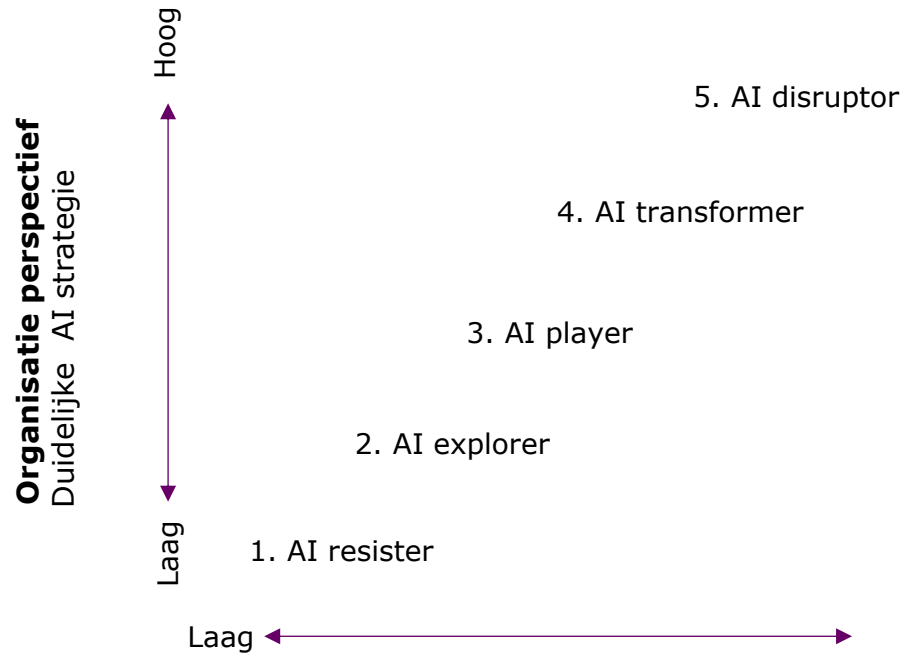 Organisatie perspectief
Duidelijke AI strategie
Hoog
5. AI disruptor
4. AI transformer
3. AI player
2. AI explorer
1. AI resister
Laag
Laag